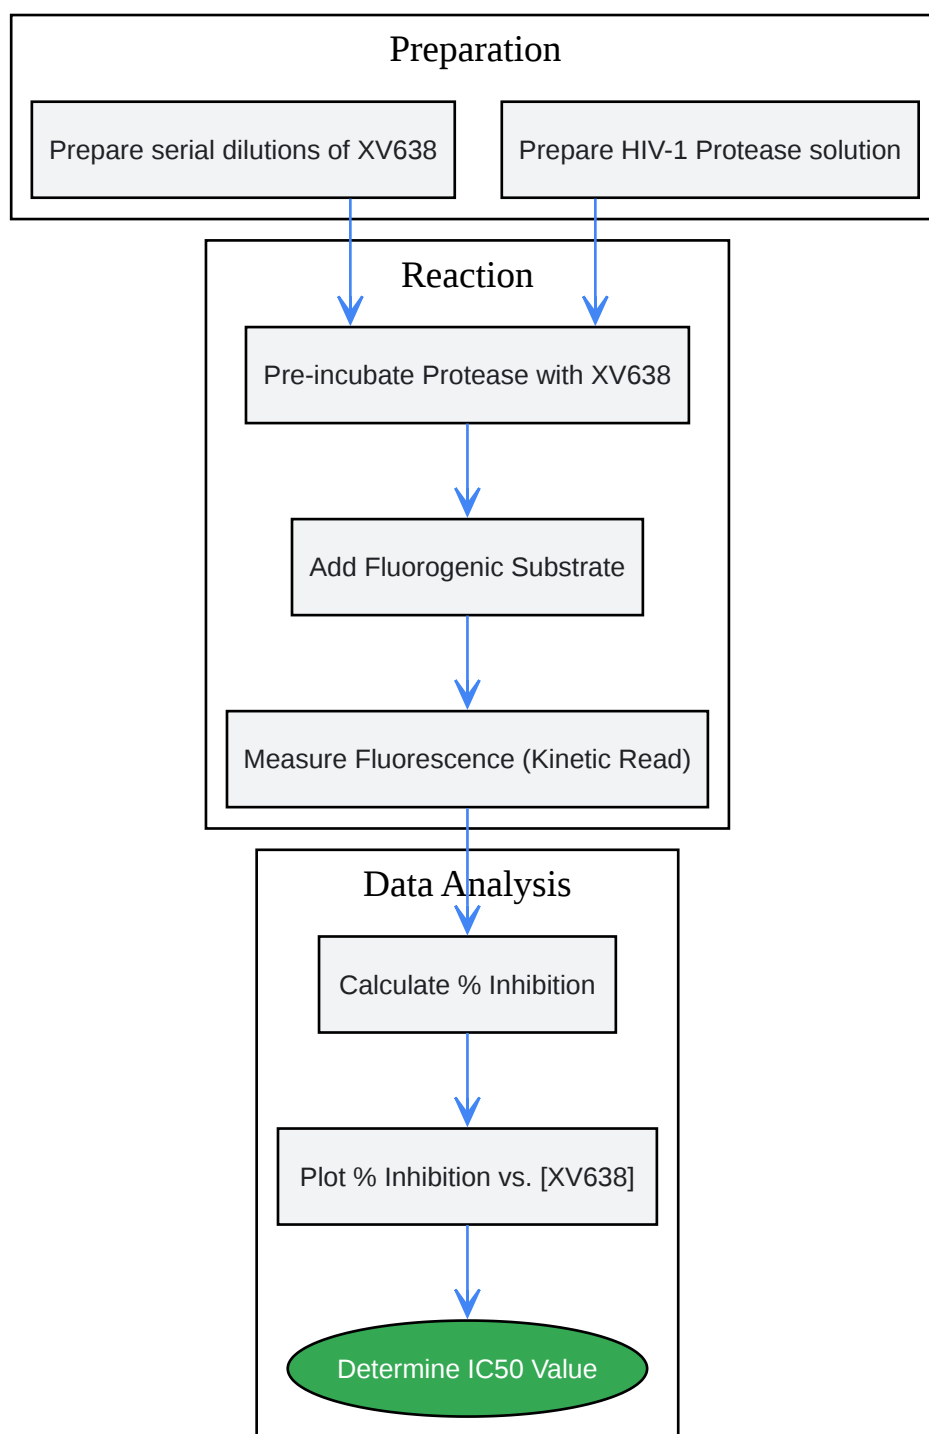 Preparation
Prepare serial dilutions of XV638
Prepare HIV-1 Protease solution
Reaction
Pre-incubate Protease with XV638
Add Fluorogenic Substrate
Measure Fluorescence (Kinetic Read)
Data Analysis
Calculate % Inhibition
Plot % Inhibition vs. [XV638]
Determine IC50 Value